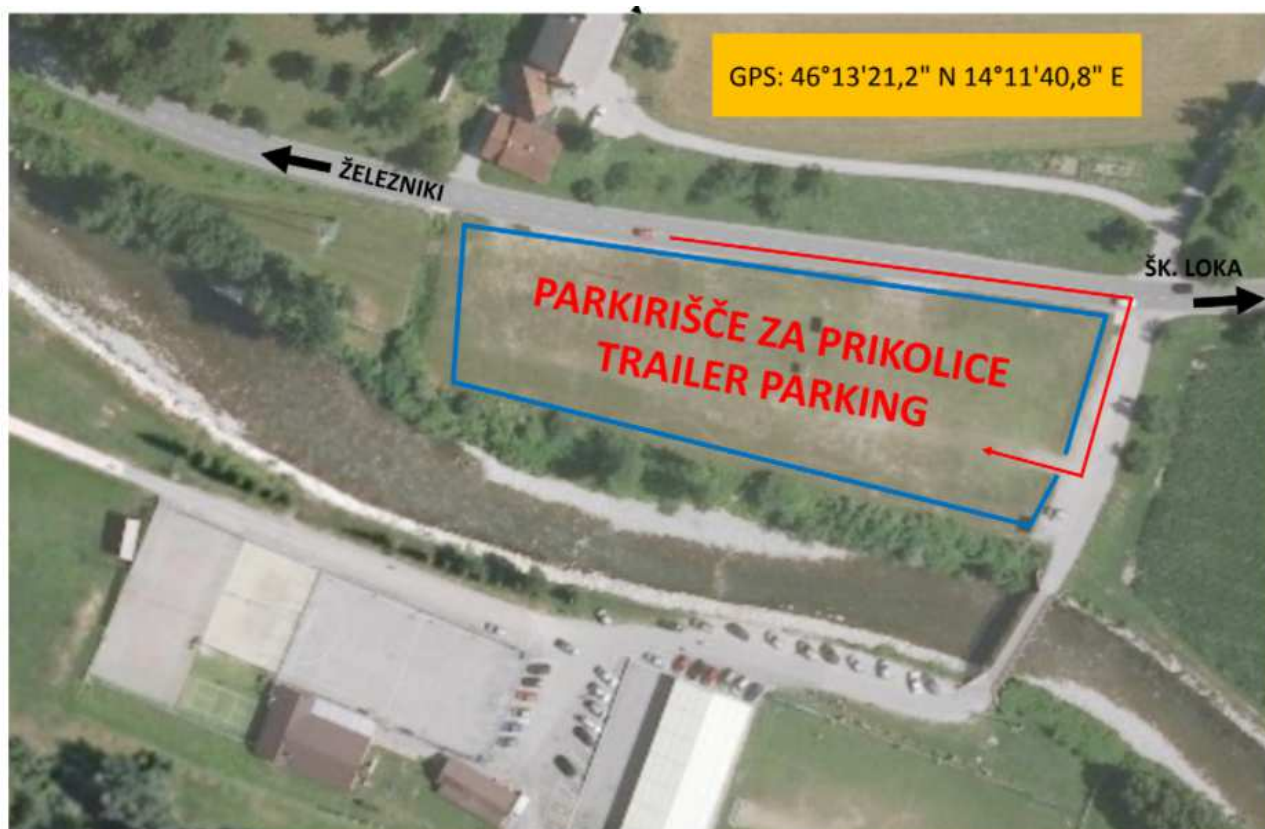 GPS: 46°13'21,2" N 14°11'40,8" E
ŽELEZNIKI
ŠK. LOKA
PARKIRIŠČE ZA PRIKOLICE
TRAILER PARKING